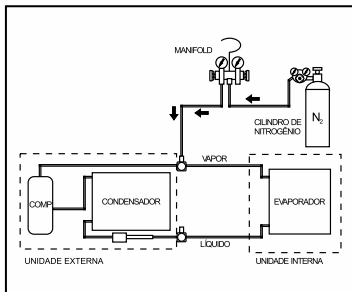 MANIFOLD
CILINDRO DE
NITROGÊNIO
N2
VAPOR
COMP
CONDENSADOR
EVAPORADOR
LÍQUIDO
UNIDADE EXTERNA
UNIDADE INTERNA